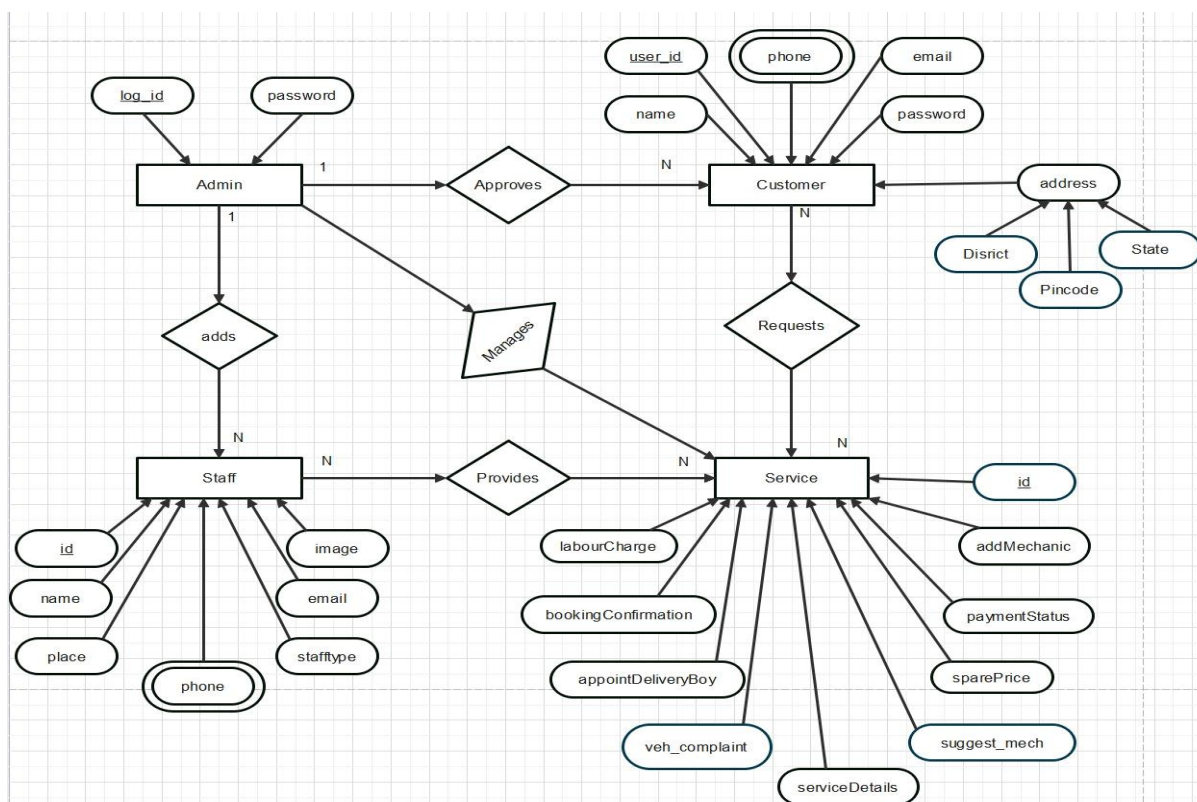 user_id
phone
email
log_id
password
name
password
1
N
Admin
Approves
Customer
address
1
N
Disrict
State
Pincode
adds
Manages
Requests
N
N
N
N
Staff
Provides
Service
id
id
image
labourCharge
addMechanic
name
email
bookingConfirmation
paymentStatus
place
stafftype
appointDeliveryBoy
sparePrice
phone
veh_complaint
suggest_mech
serviceDetails